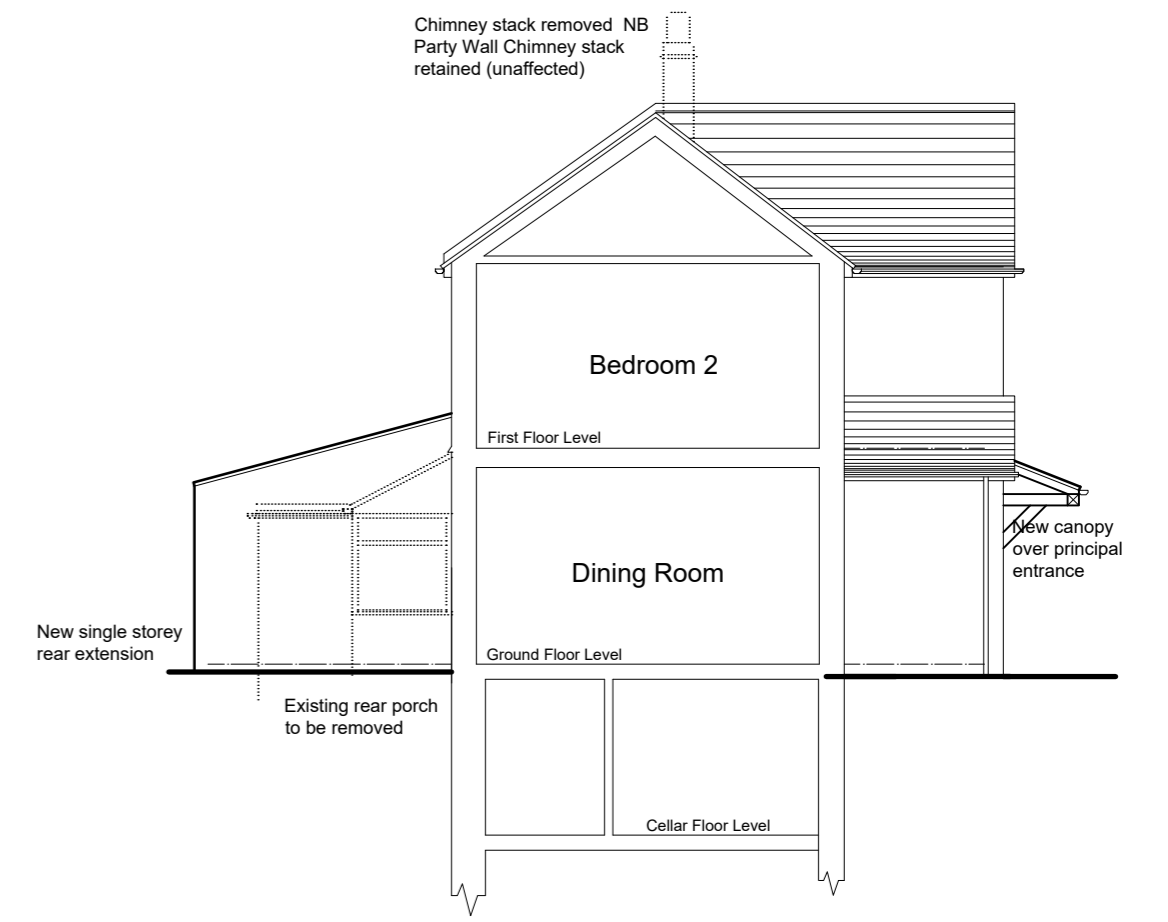 Chimney stack removed  NB
Party Wall Chimney stack
retained (unaffected)
Bedroom 2
First Floor Level
New canopy
over principal
entrance
Dining Room
New single storey
rear extension
Ground Floor Level
Existing rear porch
to be removed
Cellar Floor Level